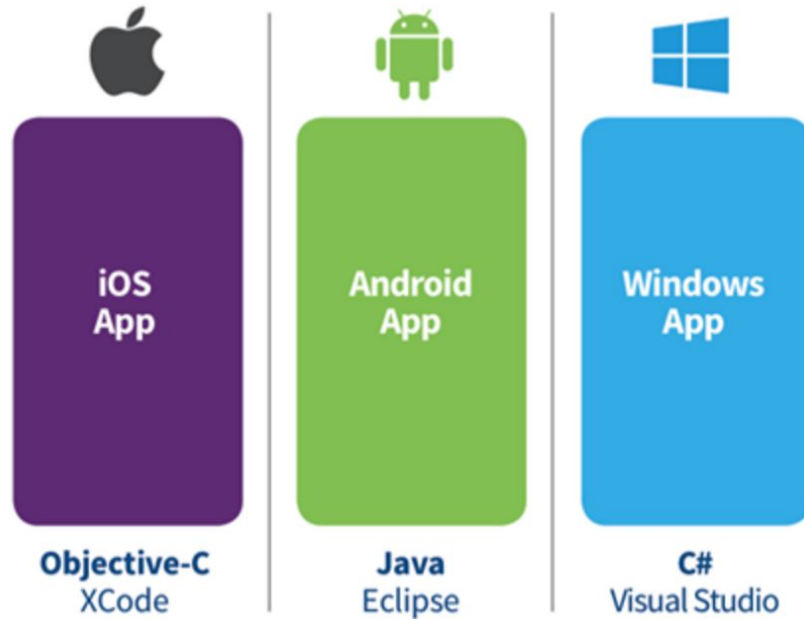 iOS
App
Android
App
Windows
App
Objective-C
XCode
Java
Eclipse
C#
Visual Studio